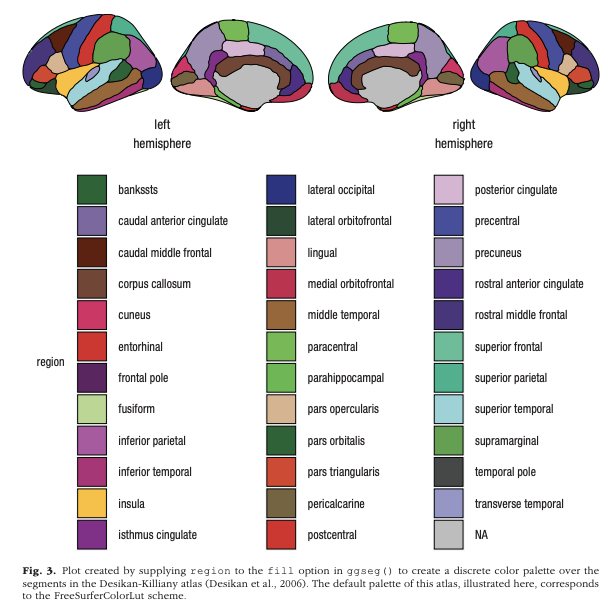 left
hemisphere
right
hemisphere
region
bankssts
caudal anterior cingulate
caudal middle frontal
corpus callosum
cuneus
entorhinal
frontal pole
fusiform
inferior parietal
inferior temporal
insula
isthmus cingulate
lateral occipital
lateral orbitofrontal
lingual
medial orbitofrontal
middle temporal
paracentral
parahippocampal
pars opercularis
pars orbitalis
pars triangularis
pericalcarine
postcentral
posterior cingulate
precentral
precuneus
rostral anterior cingulate
rostral middle frontal
superior frontal
superior parietal
superior temporal
supramarginal
temporal pole
transverse temporal
NA
Fig. 3. Plot created by supplying region to the fill option in ggseg() to create a discrete color palette over the
segments in the Desikan-Killiany atlas (Desikan et al., 2006). The default palette of this atlas, illustrated here, corresponds
to the FreeSurferColorLut scheme.